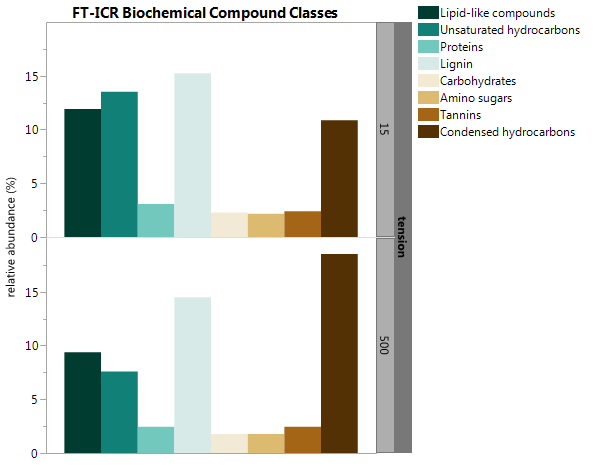 FT-ICR Biochemical Compound Classes
Lipid-like compounds
Unsaturated hydrocarbons
Proteins
Lignin
Carbohydrates
Amino sugars
Tannins
Condensed hydrocarbons
relative abundance (%)
15
10
5
0
15
10
5
0
15
500
tension